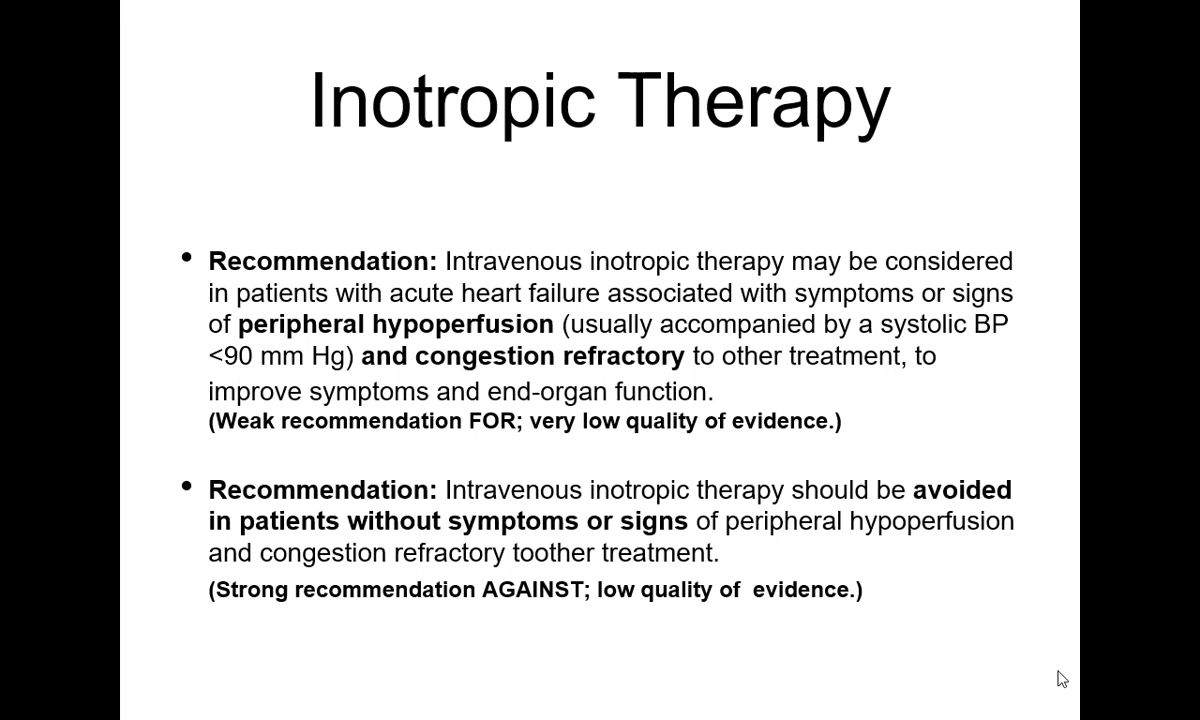 Inotropic Therapy
• Recommendation: Intravenous inotropic therapy may be considered
in patients with acute heart failure associated with symptoms or signs
of peripheral hypoperfusion (usually accompanied by a systolic BP
<90 mm Hg) and congestion refractory to other treatment, to
improve symptoms and end-organ function.
(Weak recommendation FOR; very low quality of evidence.)
• Recommendation: Intravenous inotropic therapy should be avoided
in patients without symptoms or signs of peripheral hypoperfusion
and congestion refractory toother treatment.
(Strong recommendation AGAINST; low quality of  evidence.)